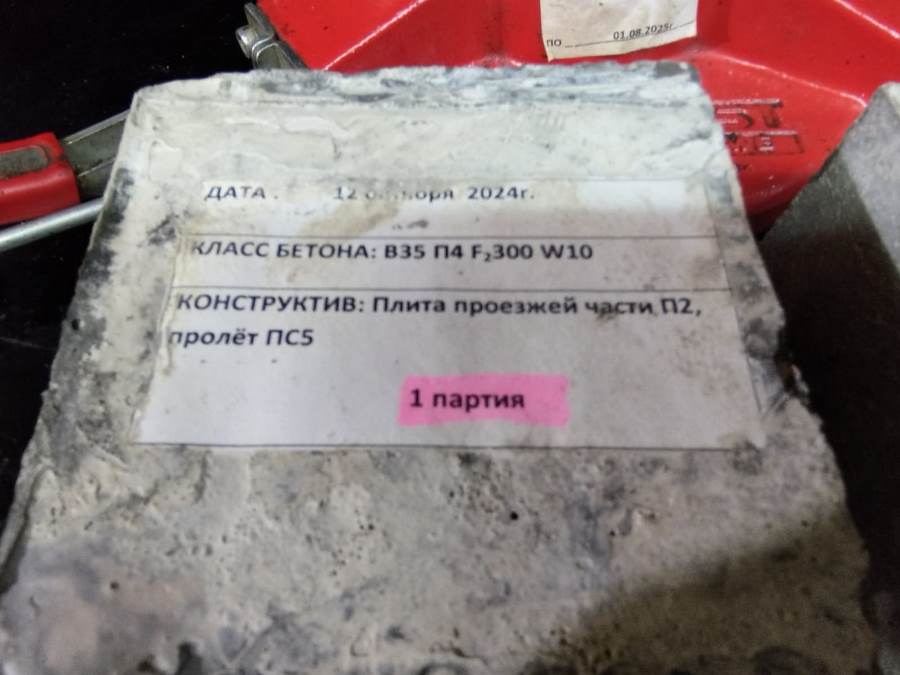 ПО 01.08.2025г
ДАТА : 12 октября 2024г.
КЛАСС БЕТОНА: В35 П4 F₂300 W10
КОНСТРУКТИВ: Плита проезжей части П2,
пролёт ПС5
1 партия